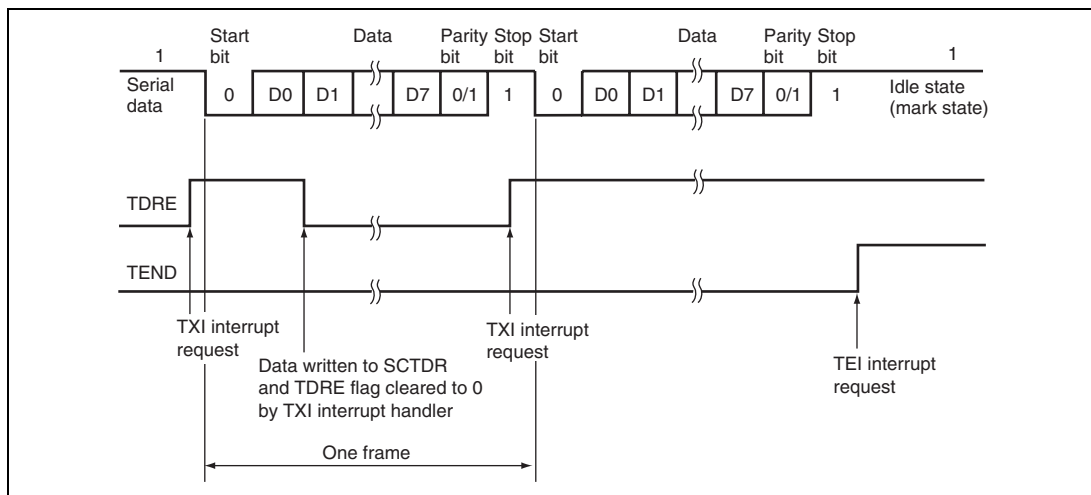 Start bit
Data
Parity bit
Stop bit
Start bit
Data
Parity bit
Stop bit
1
1
Serial data
0
D0
D1
D7
0/1
1
0
D0
D1
D7
0/1
1
Idle state
(mark state)
TDRE
TEND
TXI interrupt
request
Data written to SCTDR
and TDRE flag cleared to 0
by TXI interrupt handler
TXI interrupt
request
TEI interrupt
request
One frame